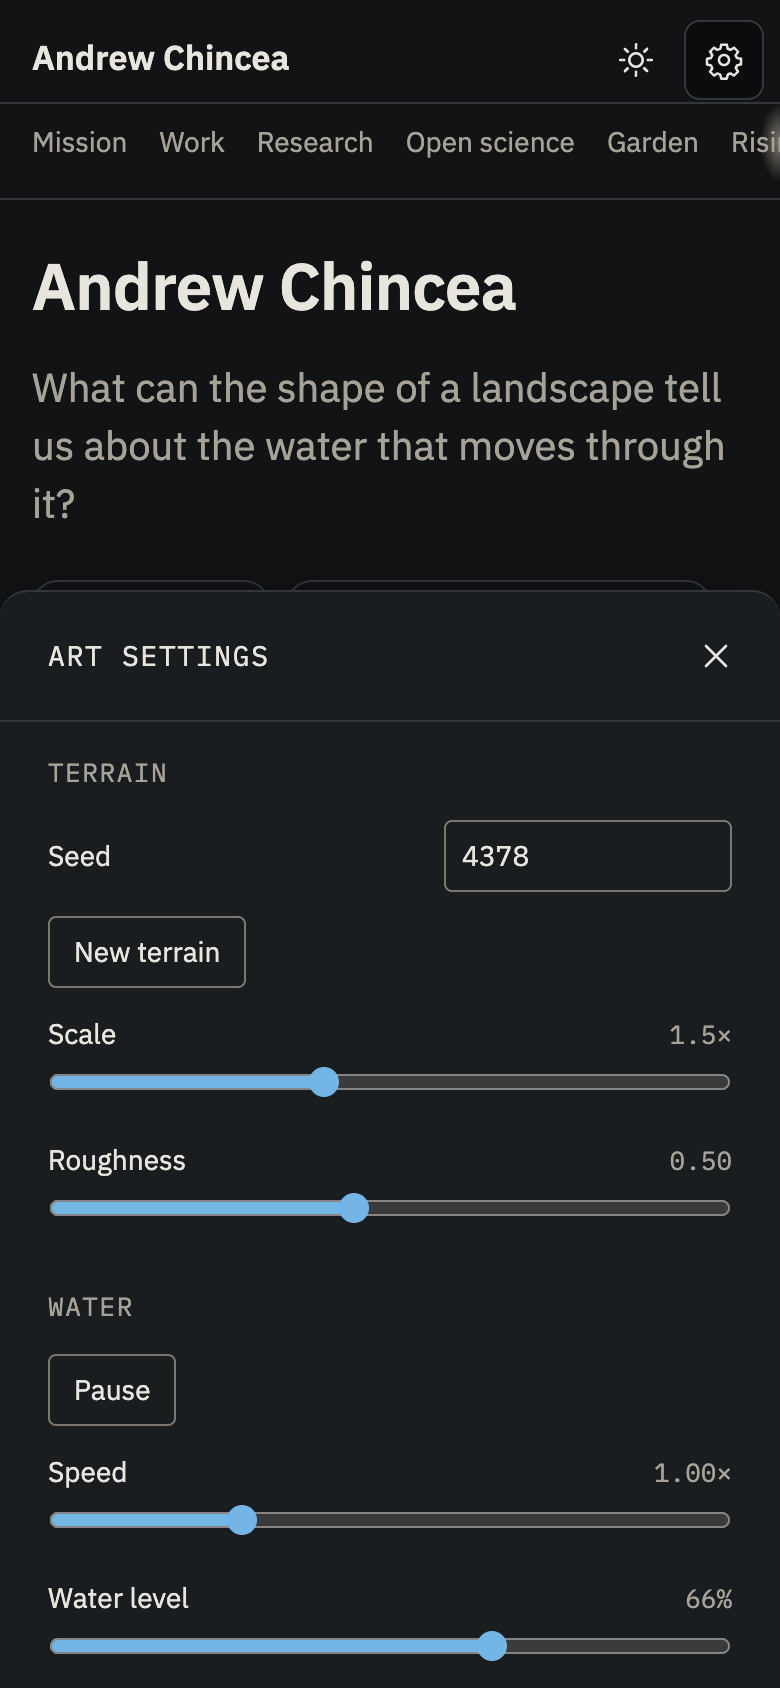 Andrew Chincea
Mission Work Research Open science Garden
Andrew Chincea
What can the shape of a landscape tell
us about the water that moves through
it?
ART SETTINGS
TERRAIN
Seed 4378
New terrain
Scale 1.5×
Roughness 0.50
WATER
Pause
Speed 1.00×
Water level 66%